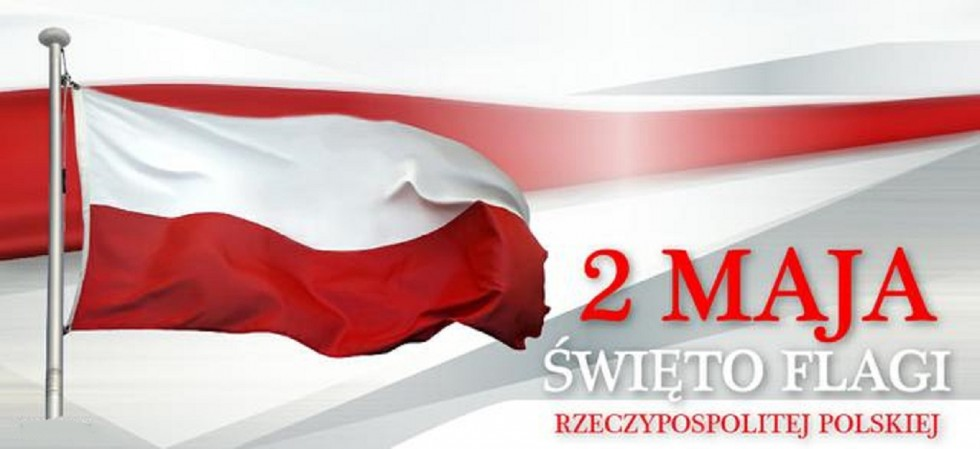 2 MAJA
ŚWIĘTO FLAGI
RZECZYPOSPOLITEJ POLSKIEJ